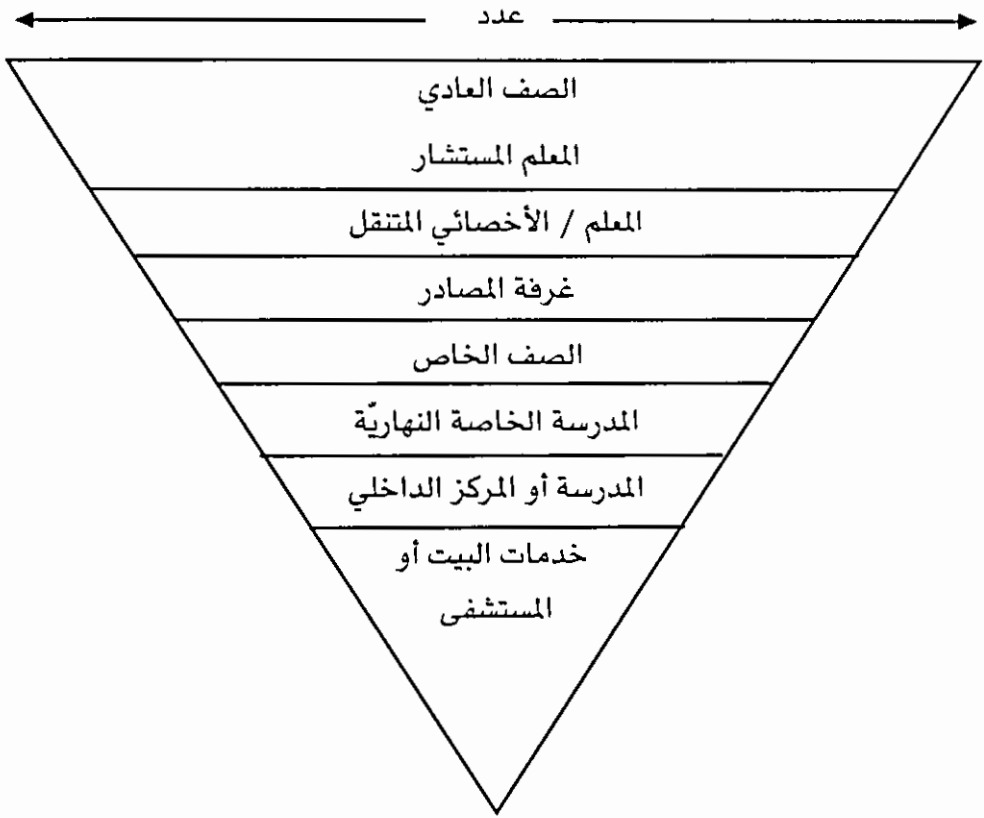 عدد
الصف العادي
المعلم المستشار
المعلم / الأخصائي المتنقل
غرفة المصادر
الصف الخاص
المدرسة الخاصة النهاريّة
المدرسة أو المركز الداخلي
خدمات البيت أو
المستشفى